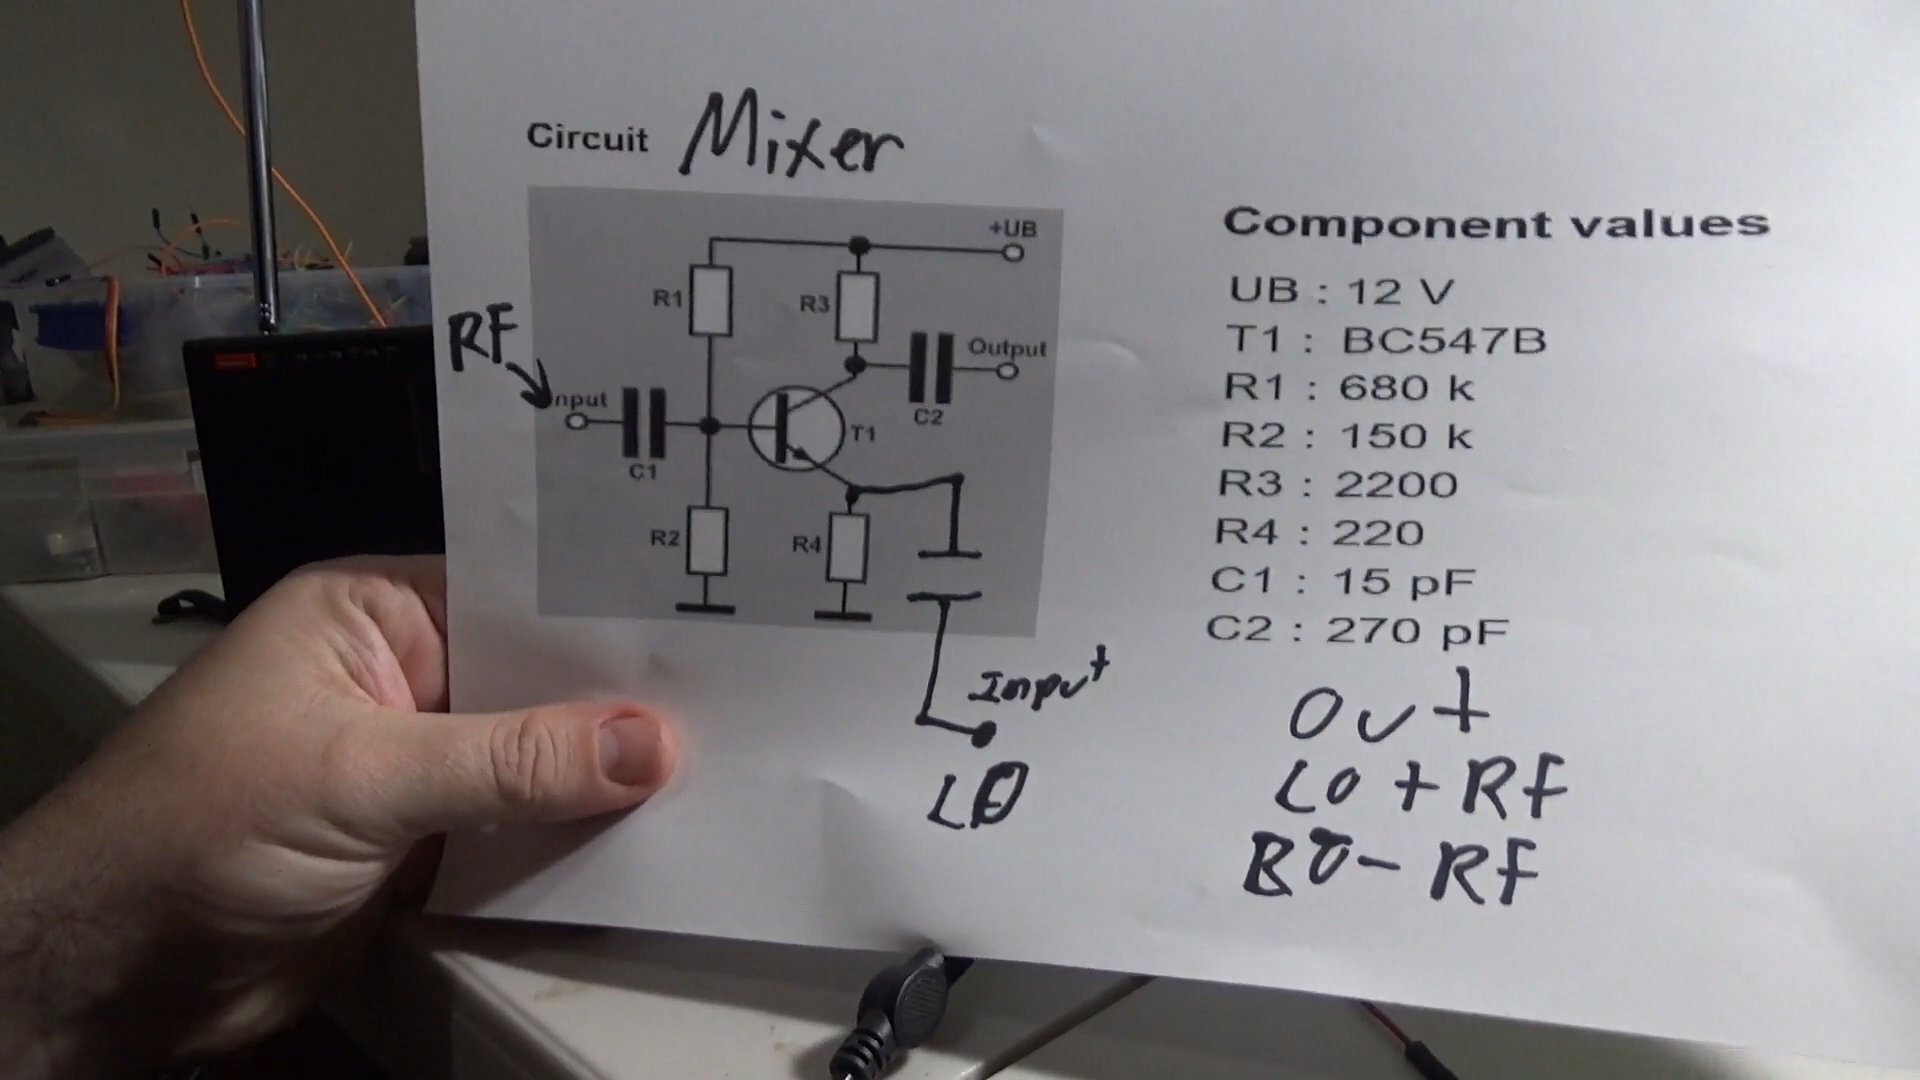 Circuit Mixer
+UB
R1
R3
RF
Output
nput
C2
T1
C1
R2
R4
Input
LO
Component values
UB : 12 V
T1 : BC547B
R1 : 680 k
R2 : 150 k
R3 : 2200
R4 : 220
C1 : 15 pF
C2 : 270 pF
Out
LO + RF
BO - RF